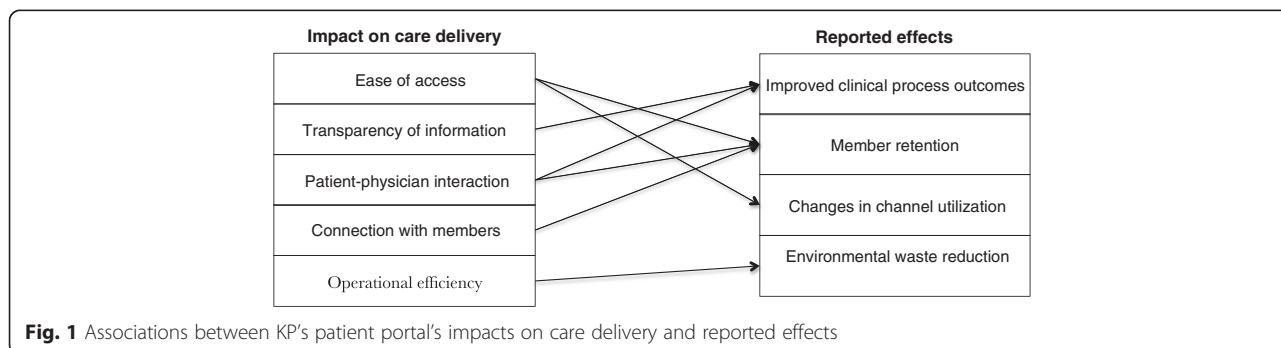 Impact on care delivery
Ease of access
Transparency of information
Patient-physician interaction
Connection with members
Operational efficiency
Reported effects
Improved clinical process outcomes
Member retention
Changes in channel utilization
Environmental waste reduction
Fig. 1 Associations between KP's patient portal's impacts on care delivery and reported effects